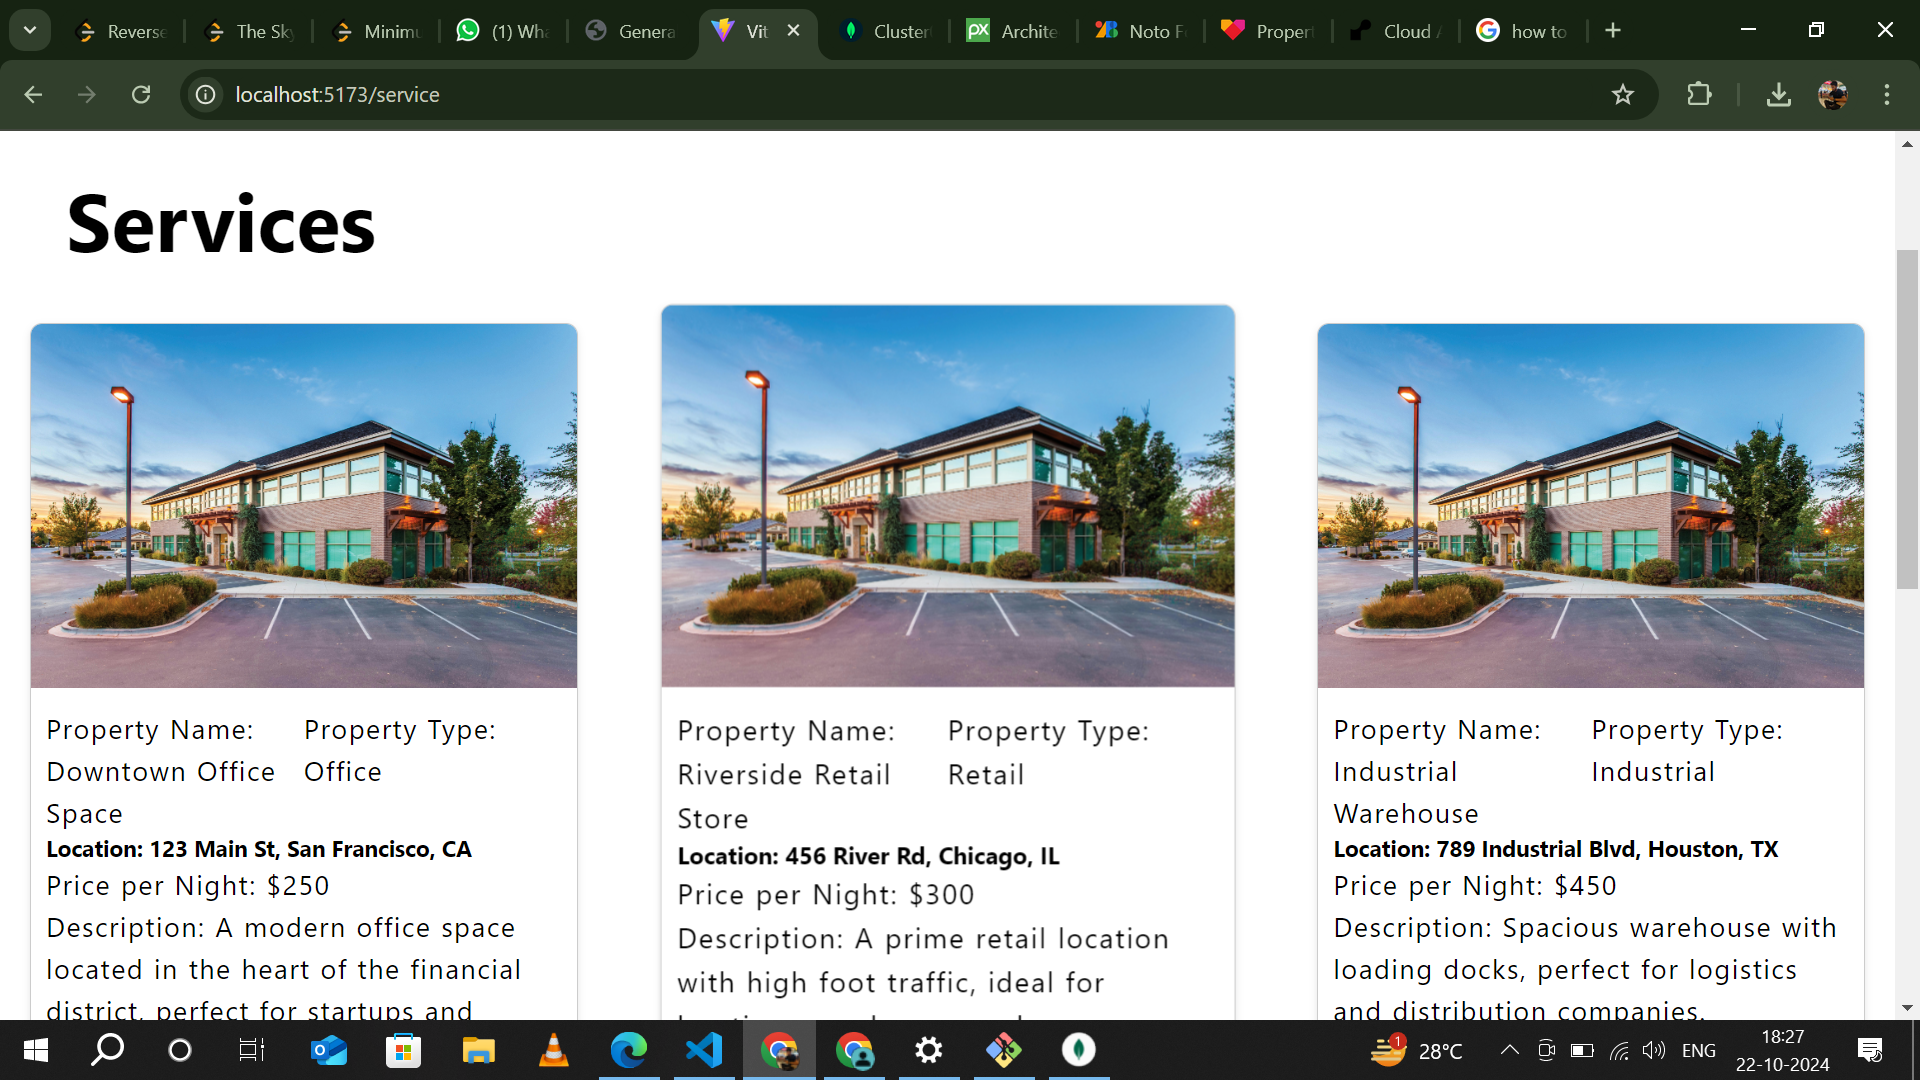 Reverse
The Sky
Minimu
(1) Wha
Genera
Vit
Cluster
Archite
Noto F
Propert
Cloud A
how to
localhost:5173/service
Services
Property Name:
Downtown Office
Space
Property Type:
Office
Location: 123 Main St, San Francisco, CA
Price per Night: $250
Description: A modern office space
located in the heart of the financial
district, perfect for startups and
Property Name:
Riverside Retail
Store
Property Type:
Retail
Location: 456 River Rd, Chicago, IL
Price per Night: $300
Description: A prime retail location
with high foot traffic, ideal for
Property Name:
Industrial
Warehouse
Property Type:
Industrial
Location: 789 Industrial Blvd, Houston, TX
Price per Night: $450
Description: Spacious warehouse with
loading docks, perfect for logistics
and distribution companies.
1
28°C
ENG
18:27
22-10-2024